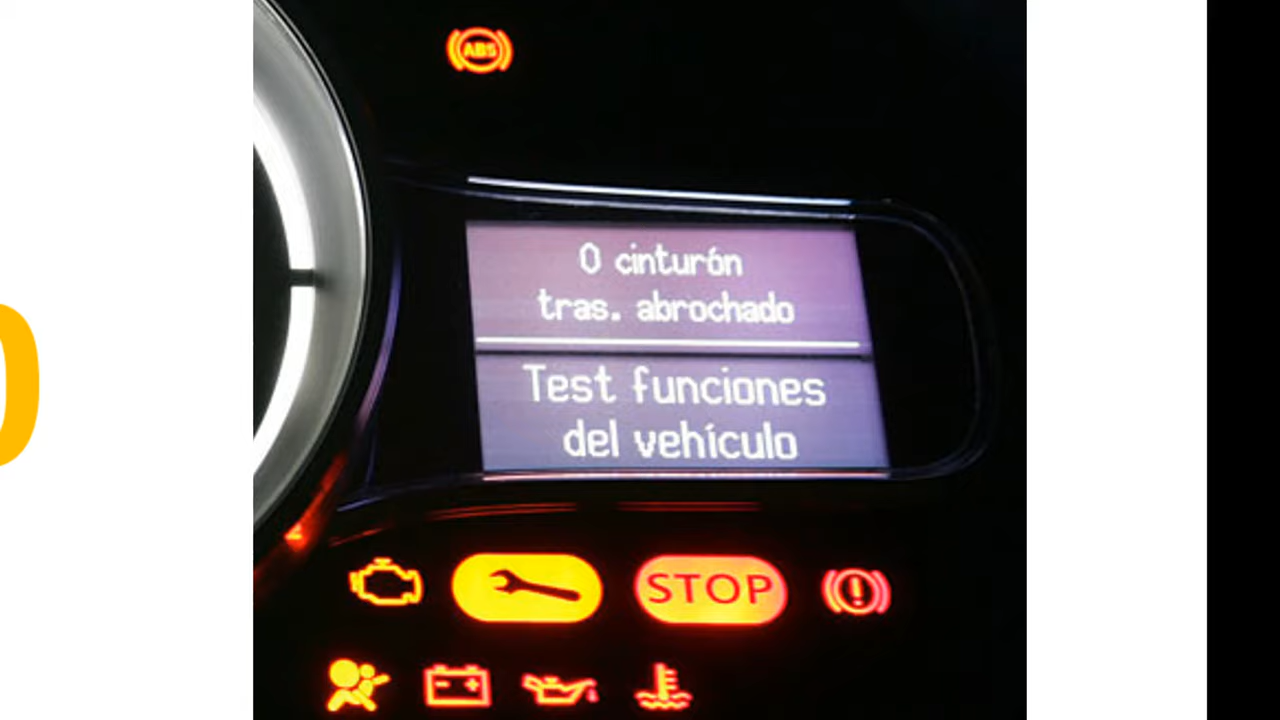 ABS
0 cinturón
tras. abrochado
Test funciones
del vehículo
STOP